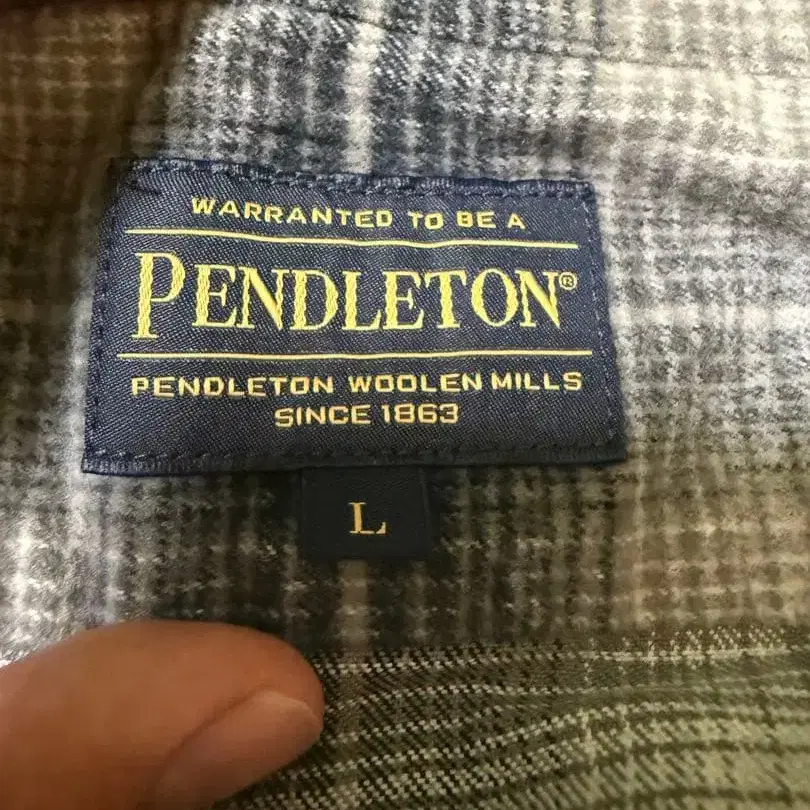 WARRANTED TO BE A
PENDLETON®
PENDLETON WOOLEN MILLS
SINCE 1863
L